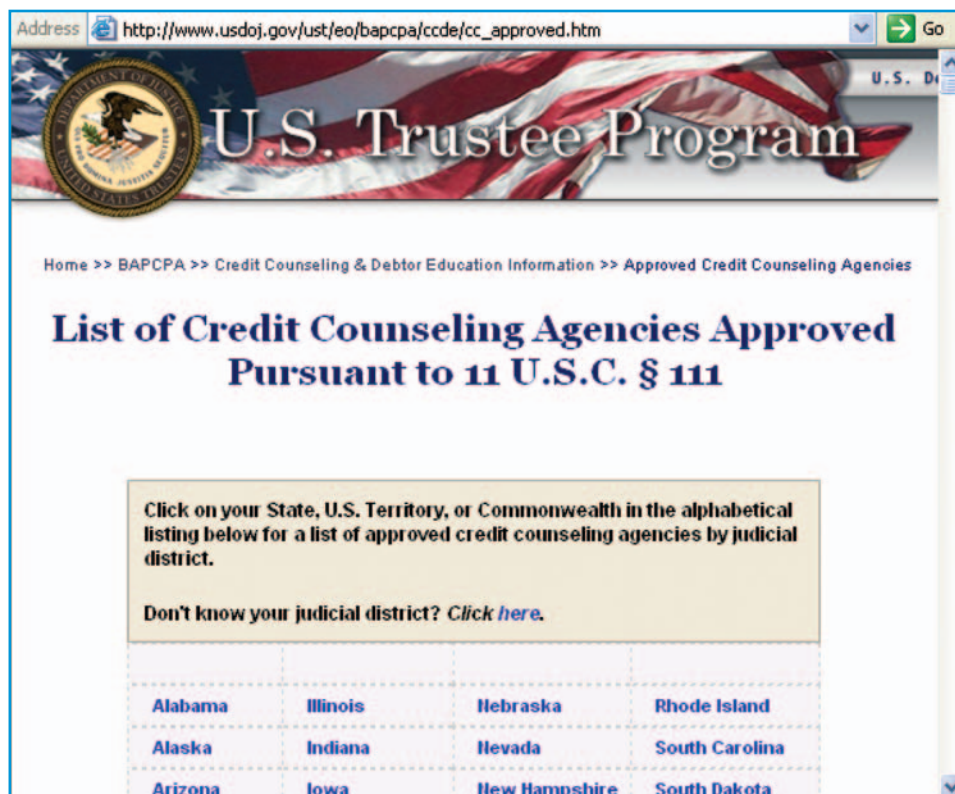 Address http://www.usdoj.gov/ust/eo/bapcpa/ccde/cc_approved.htm Go
U.S. De
U.S. Trustee Program
Home >> BAPCPA >> Credit Counseling & Debtor Education Information >> Approved Credit Counseling Agencies
List of Credit Counseling Agencies Approved
Pursuant to 11 U.S.C. § 111
Click on your State, U.S. Territory, or Commonwealth in the alphabetical
listing below for a list of approved credit counseling agencies by judicial
district.
Don't know your judicial district? Click here.
Alabama Illinois Nebraska Rhode Island
Alaska Indiana Nevada South Carolina
Arizona Iowa New Hampshire South Dakota